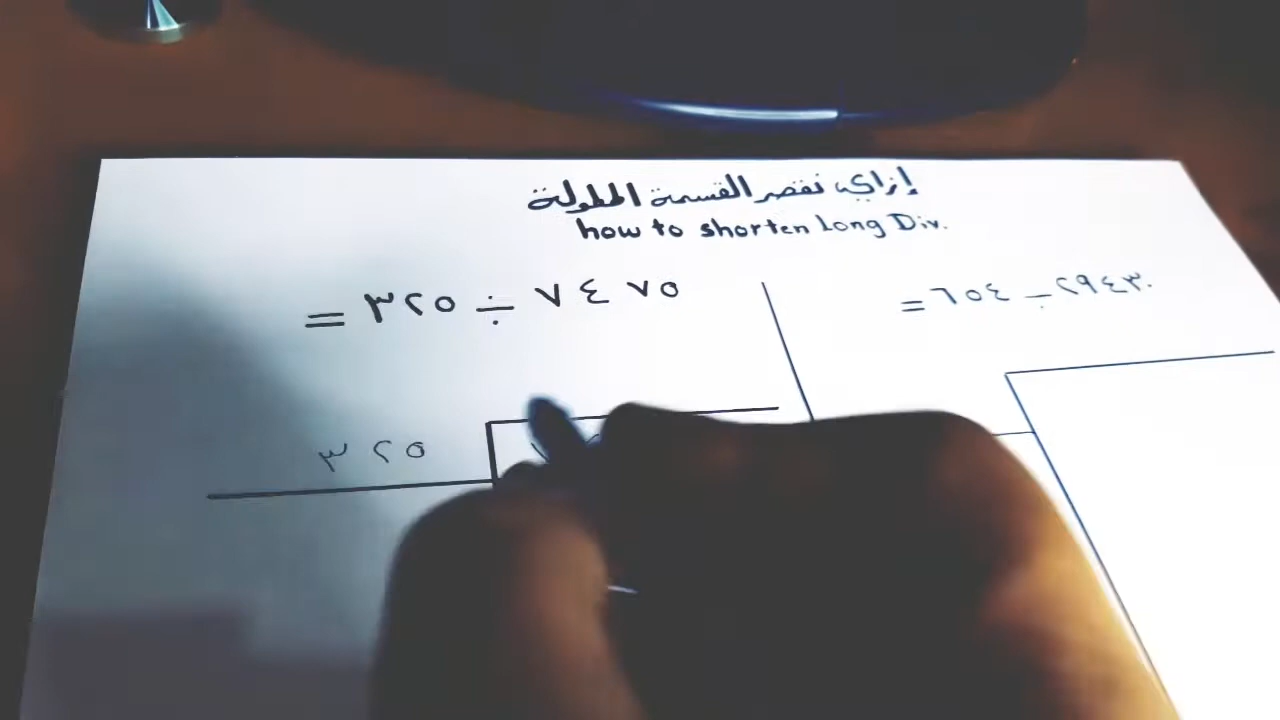 إزاي نقصر القسمة المطولة
how to shorten Long Div.
= ٣٢٥ ÷ ٧٤٧٥
= ٦٥٤ ÷ ٢٩٤٣٠
٣٢٥